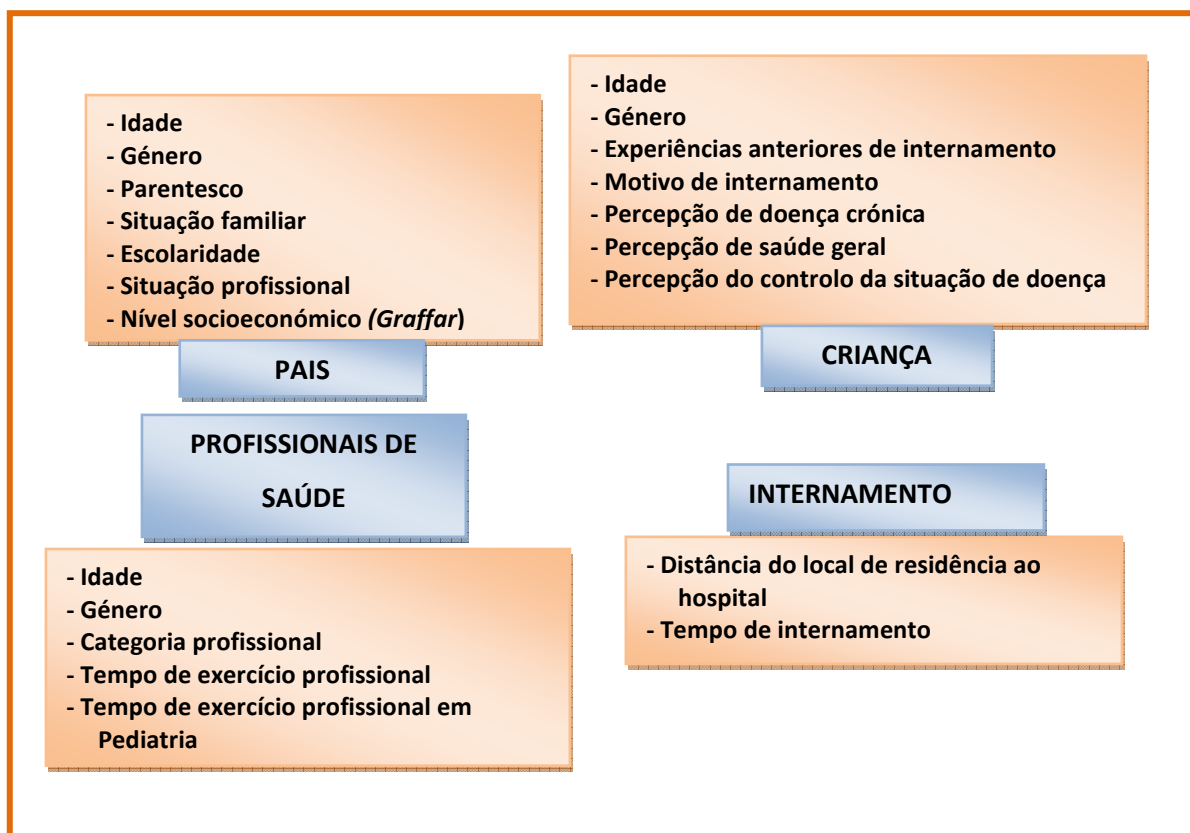 - Idade
- Género
- Parentesco
- Situação familiar
- Escolaridade
- Situação profissional
- Nível socioeconómico (Graffar)
PAIS
- Idade
- Género
- Experiências anteriores de internamento
- Motivo de internamento
- Percepção de doença crónica
- Percepção de saúde geral
- Percepção do controlo da situação de doença
CRIANÇA
PROFISSIONAIS DE
SAÚDE
- Idade
- Género
- Categoria profissional
- Tempo de exercício profissional
- Tempo de exercício profissional em
Pediatria
INTERNAMENTO
- Distância do local de residência ao
hospital
- Tempo de internamento